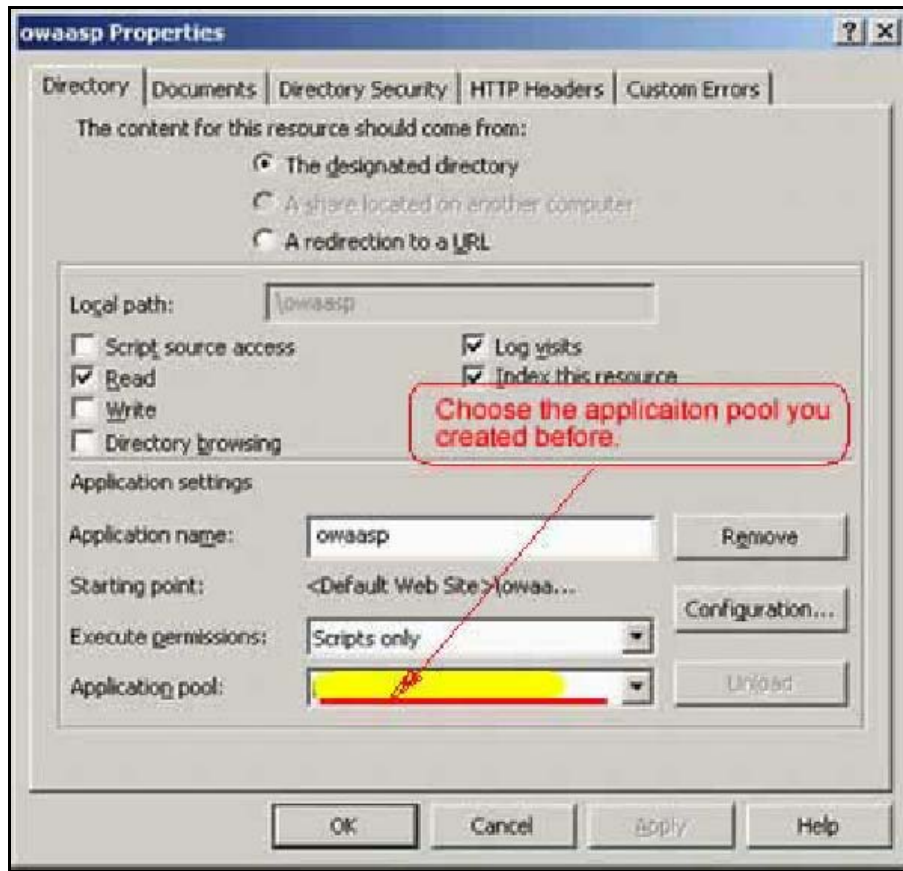 owaasp Properties
Directory
Documents
Directory Security
HTTP Headers
Custom Errors
The content for this resource should come from:
The designated directory
A share located on another computer
A redirection to a URL
Local path:
\owaasp
Script source access
Log visits
Read
Index this resource
Write
Directory browsing
Choose the applicaiton pool you
created before.
Application settings
Application name:
owaasp
Remove
Starting point:
<Default Web Site>\owaa...
Configuration...
Execute permissions:
Scripts only
Application pool:
Unload
OK
Cancel
Apply
Help